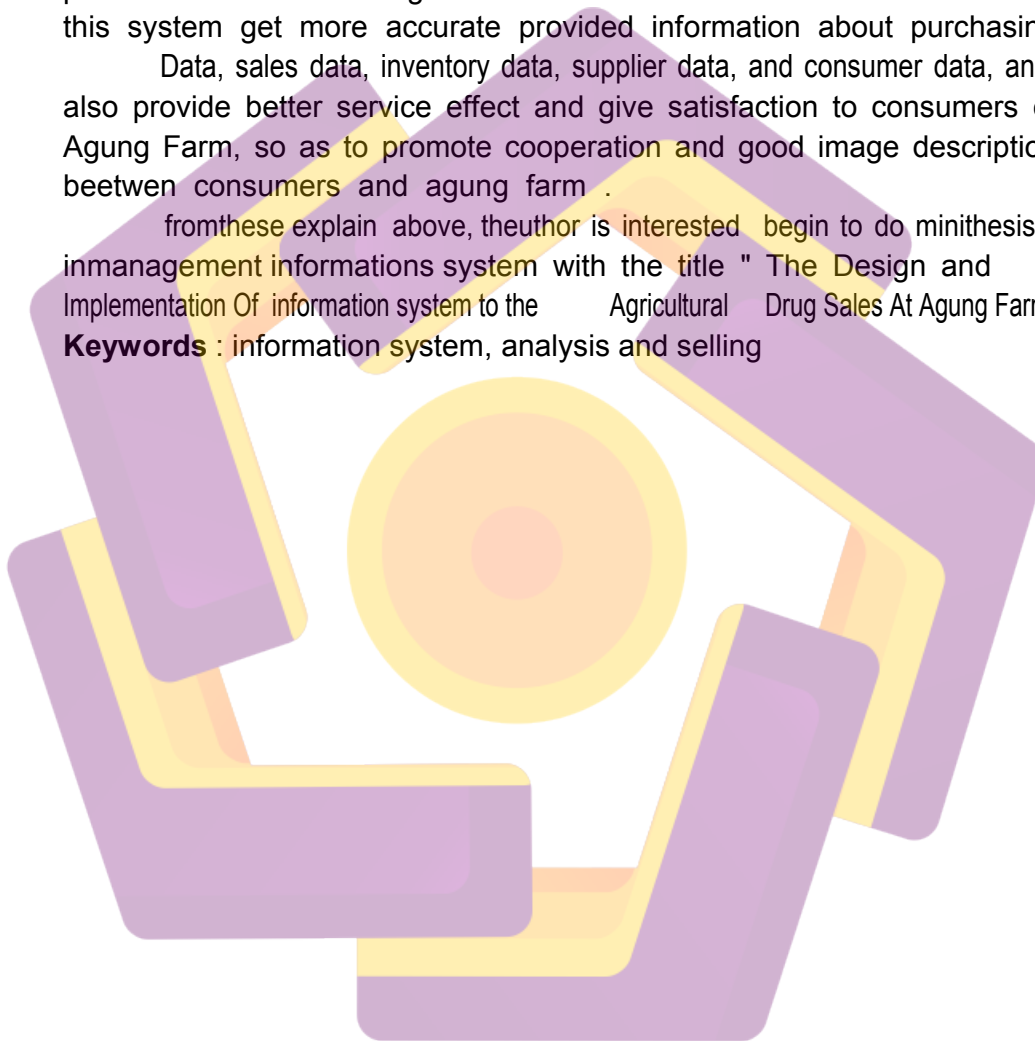 this system get more accurate provided information about purchasin
Data, sales data, inventory data, supplier data, and consumer data, an
also provide better service effect and give satisfaction to consumers
Agung Farm, so as to promote cooperation and good image descriptio
beetwen consumers and agung farm .
fromthese explain above, theuthor is interested begin to do minithesis
inmanagement informations system with the title " The Design and
Implementation Of information system to the Agricultural Drug Sales At Agung Farm
Keywords : information system, analysis and selling